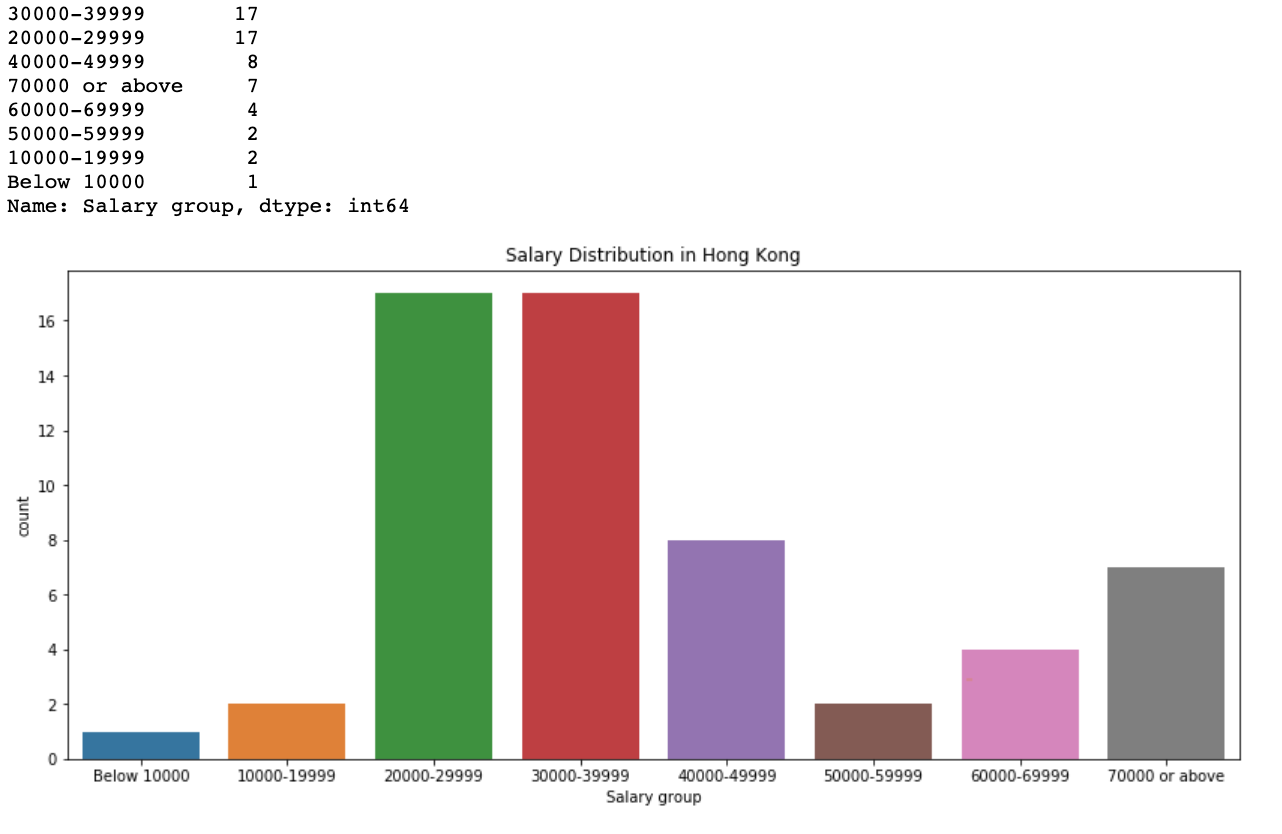 30000-39999 17
20000-29999 17
40000-49999 8
70000 or above 7
60000-69999 4
50000-59999 2
10000-19999 2
Below 10000 1
Name: Salary group, dtype: int64
Salary Distribution in Hong Kong
16
14
12
10
8
6
4
2
0
count
Below 10000 10000-19999 20000-29999 30000-39999 40000-49999 50000-59999 60000-69999 70000 or above
Salary group